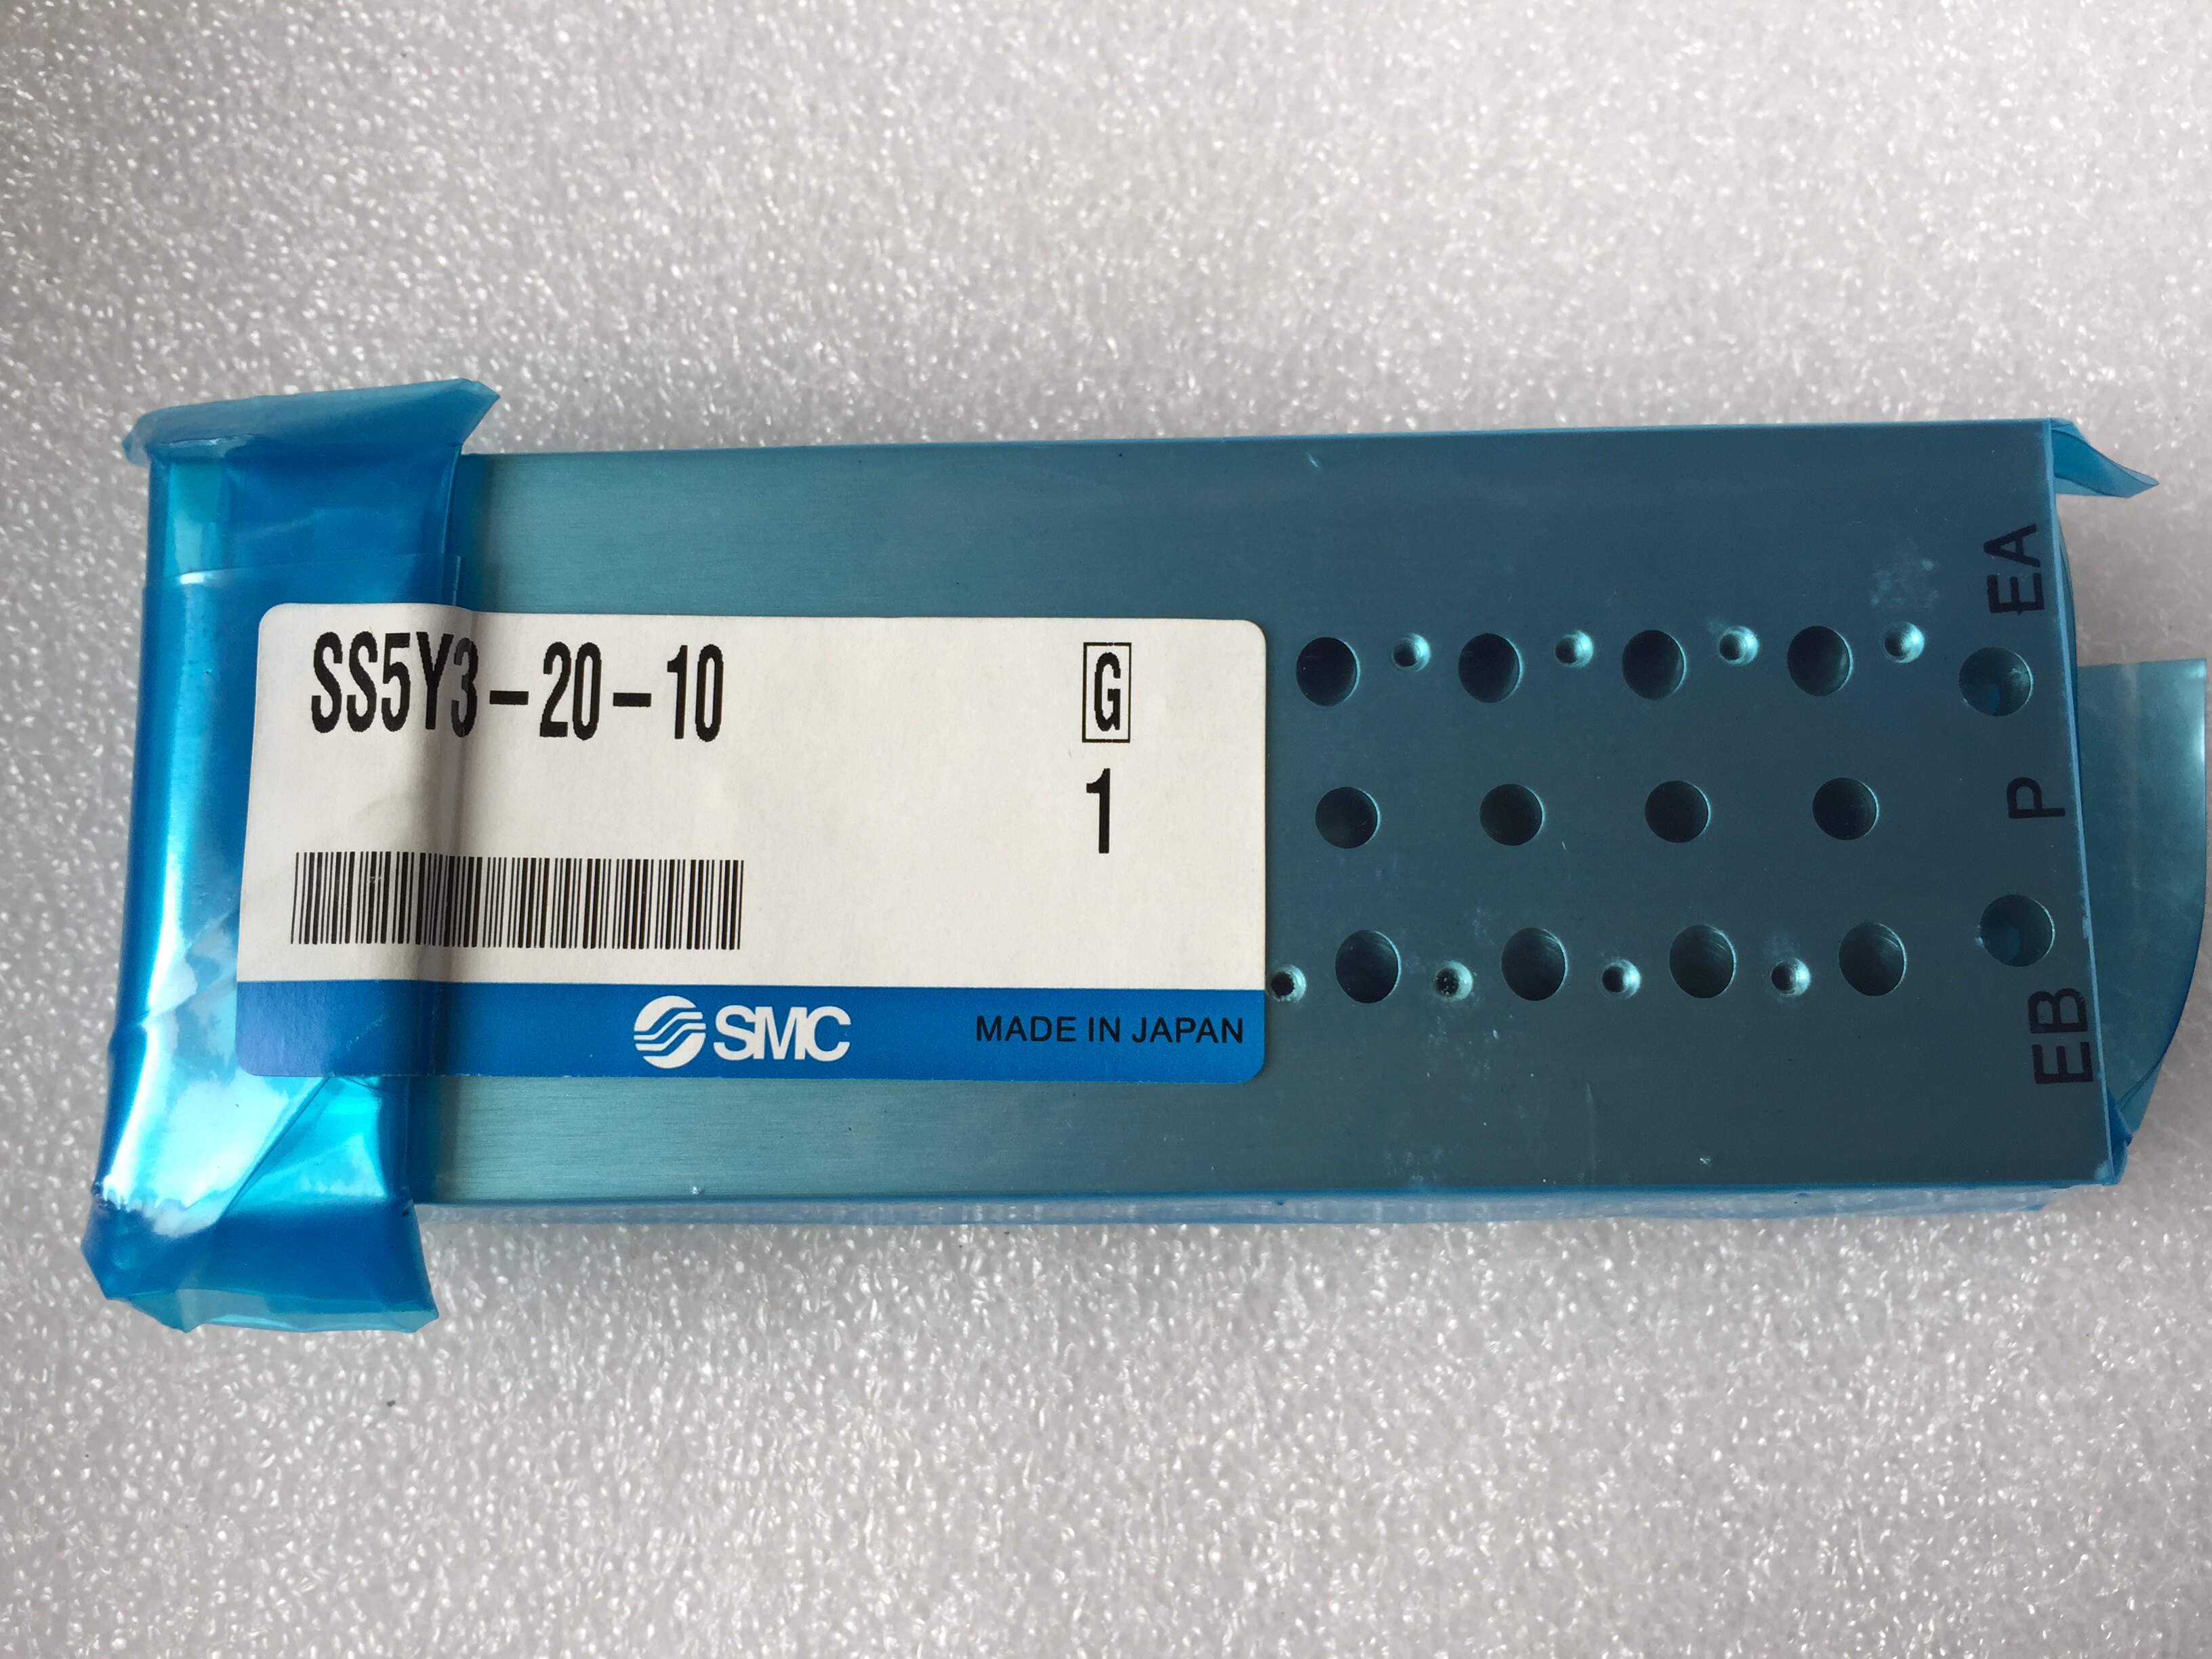 SS5Y3-20-10 G
1
SMC MADE IN JAPAN
EA
P
EB